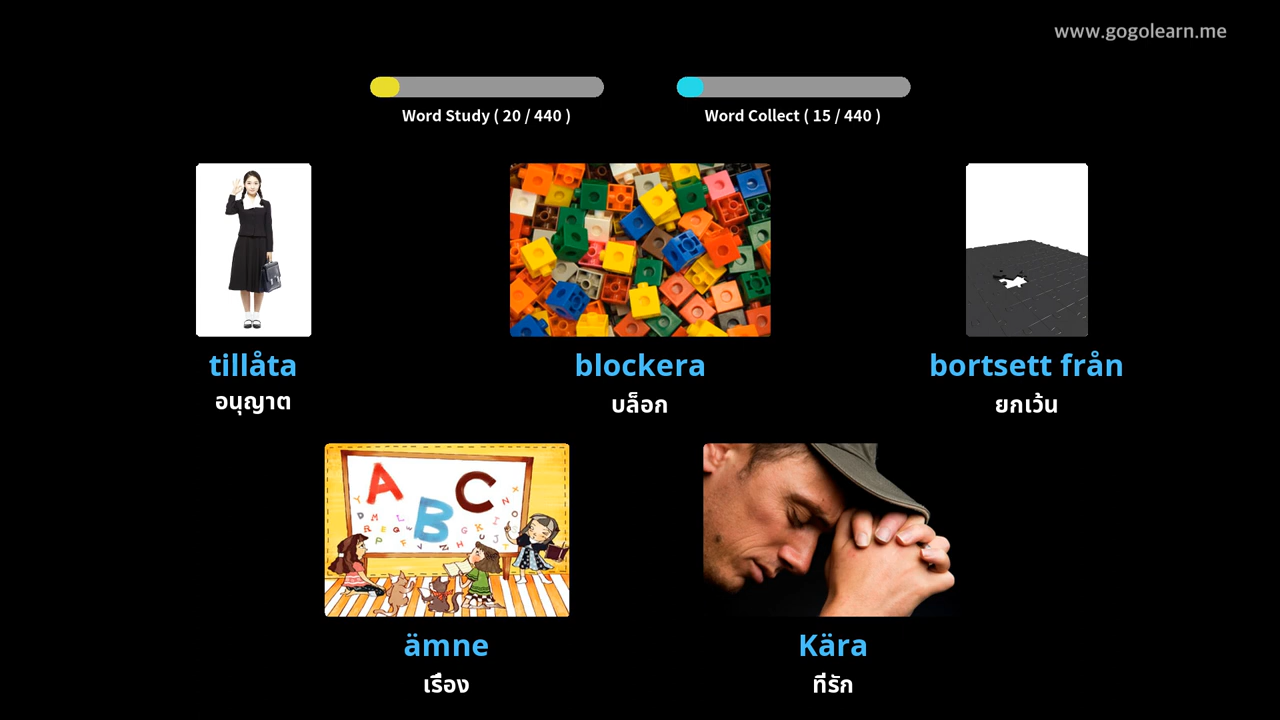 www.gogolearn.me
Word Study ( 20 / 440 )
Word Collect ( 15 / 440 )
tillåta
อนุญาต
blockera
บล็อก
bortsett från
ยกเว้น
A B C
ämne
เรื่อง
Kära
ที่รัก